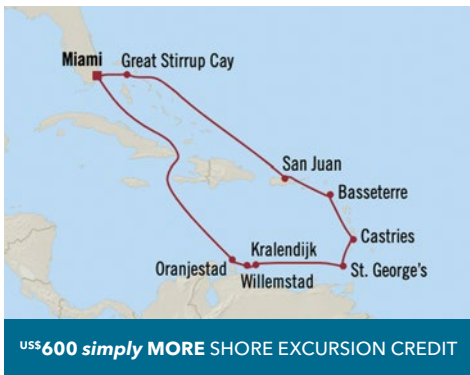 Miami
Great Stirrup Cay
San Juan
Basseterre
Castries
Kralendijk
St. George's
Oranjestad
Willemstad
US$600 simply MORE SHORE EXCURSION CREDIT